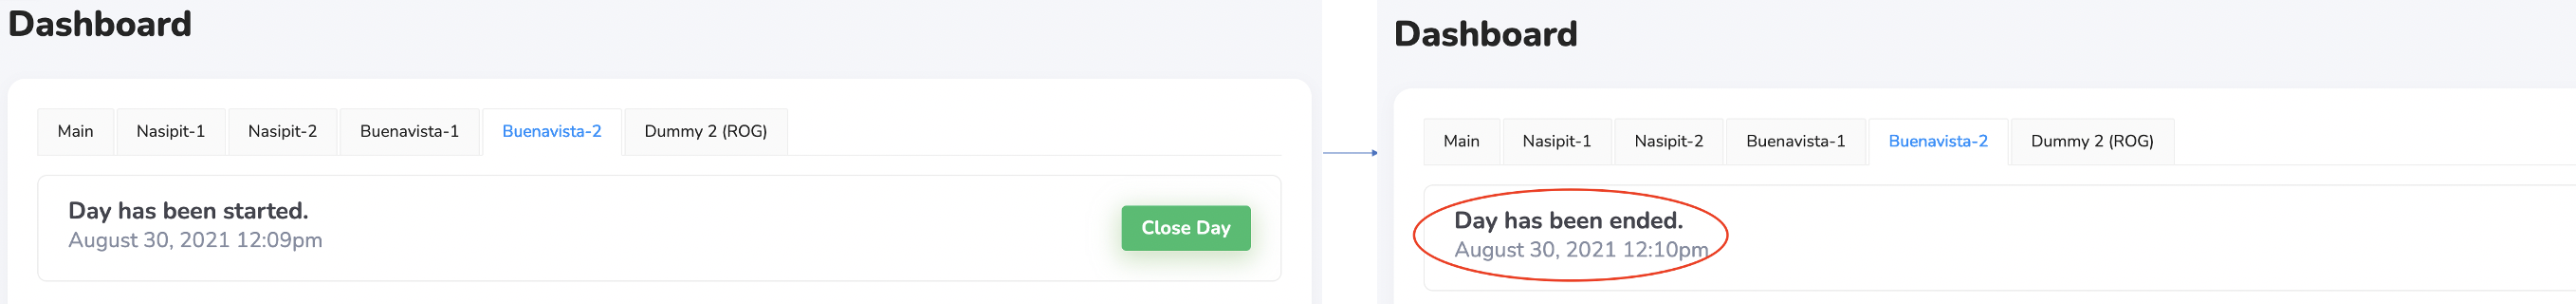 Dashboard
Main Nasipit-1 Nasipit-2 Buenavista-1 Buenavista-2 Dummy 2 (ROG)
Day has been started.
August 30, 2021 12:09pm
Close Day
Dashboard
Main Nasipit-1 Nasipit-2 Buenavista-1 Buenavista-2 Dummy 2 (ROG)
Day has been ended.
August 30, 2021 12:10pm